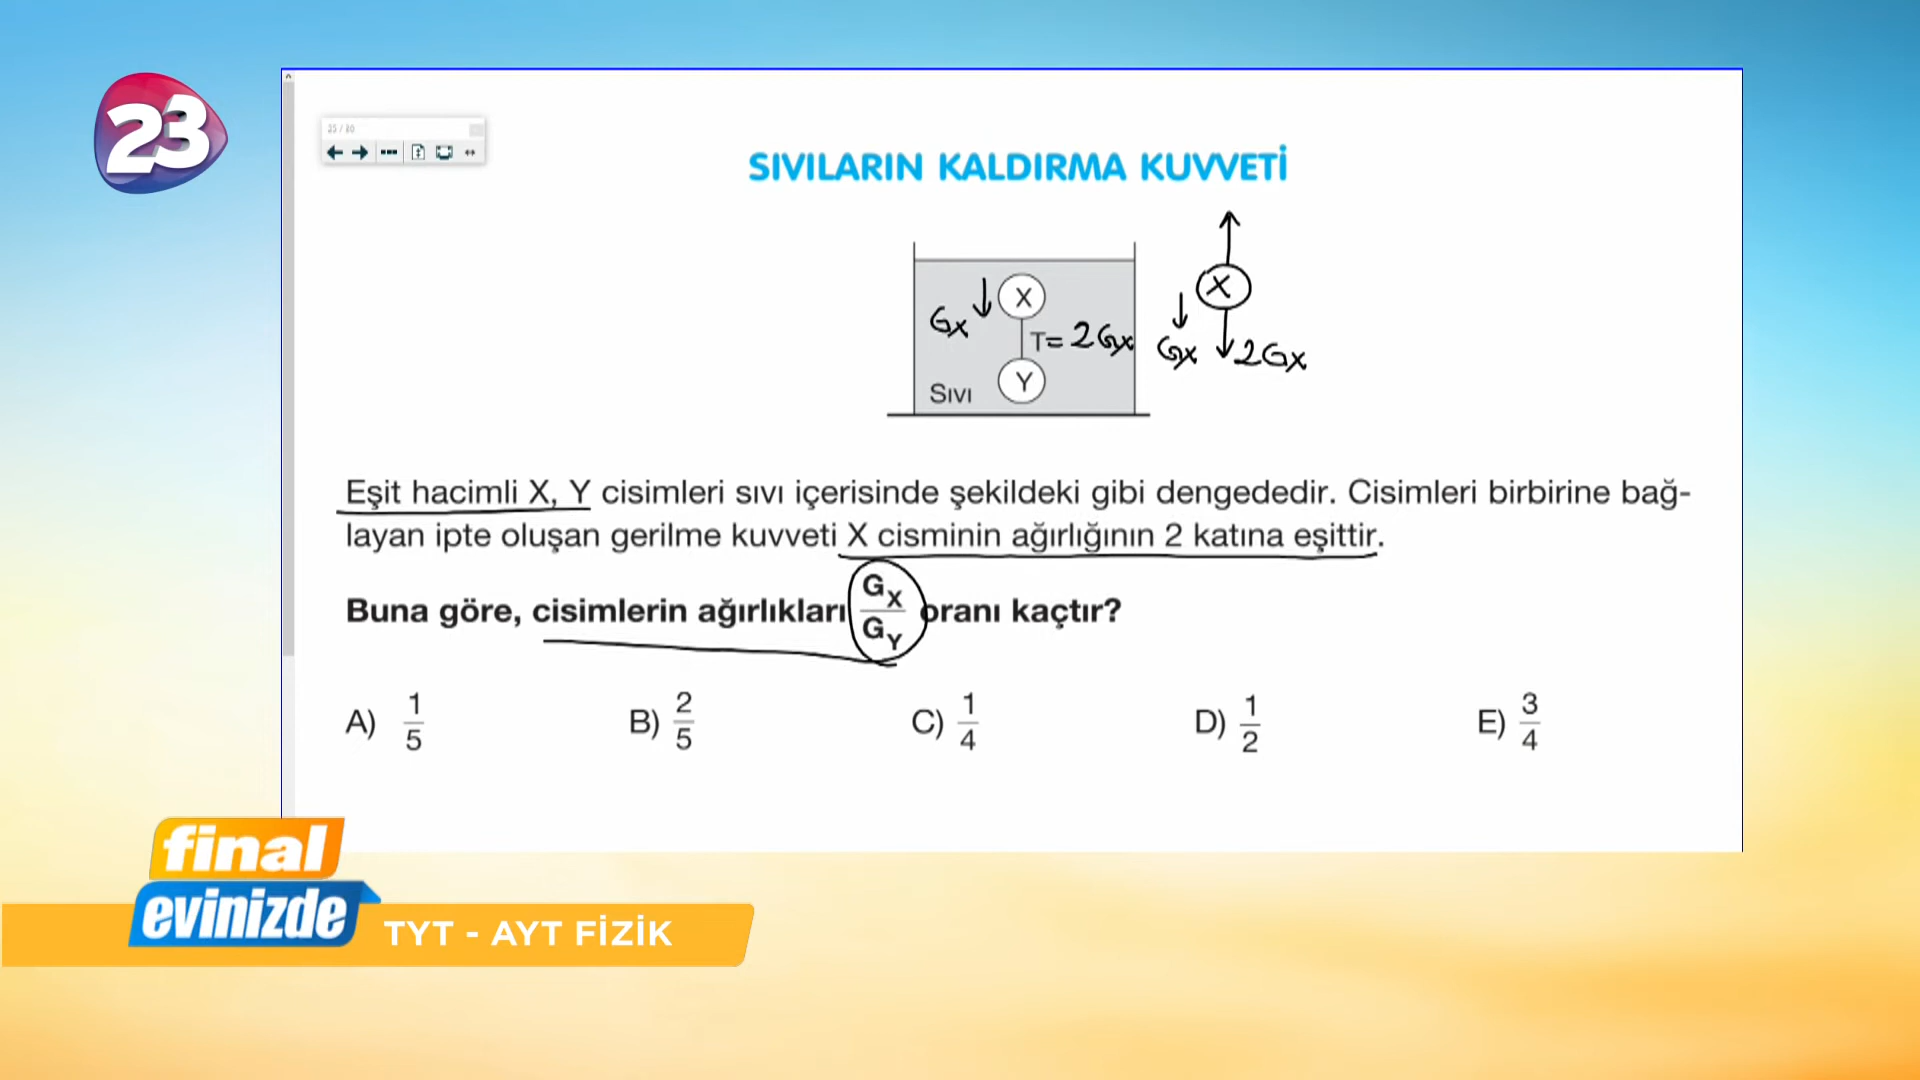 23
35 / 80
SIVILARIN KALDIRMA KUVVETİ
X
Gx
X
T= 2Gx
Gx
2Gx
Y
Sıvı
Eşit hacimli X, Y cisimleri sıvı içerisinde şekildeki gibi dengededir. Cisimleri birbirine bağ-
layan ipte oluşan gerilme kuvveti X cisminin ağırlığının 2 katına eşittir.
Buna göre, cisimlerin ağırlıkları GX/GY oranı kaçtır?
A) 1/5 B) 2/5 C) 1/4 D) 1/2 E) 3/4
final
evinizde
TYT - AYT FİZİK